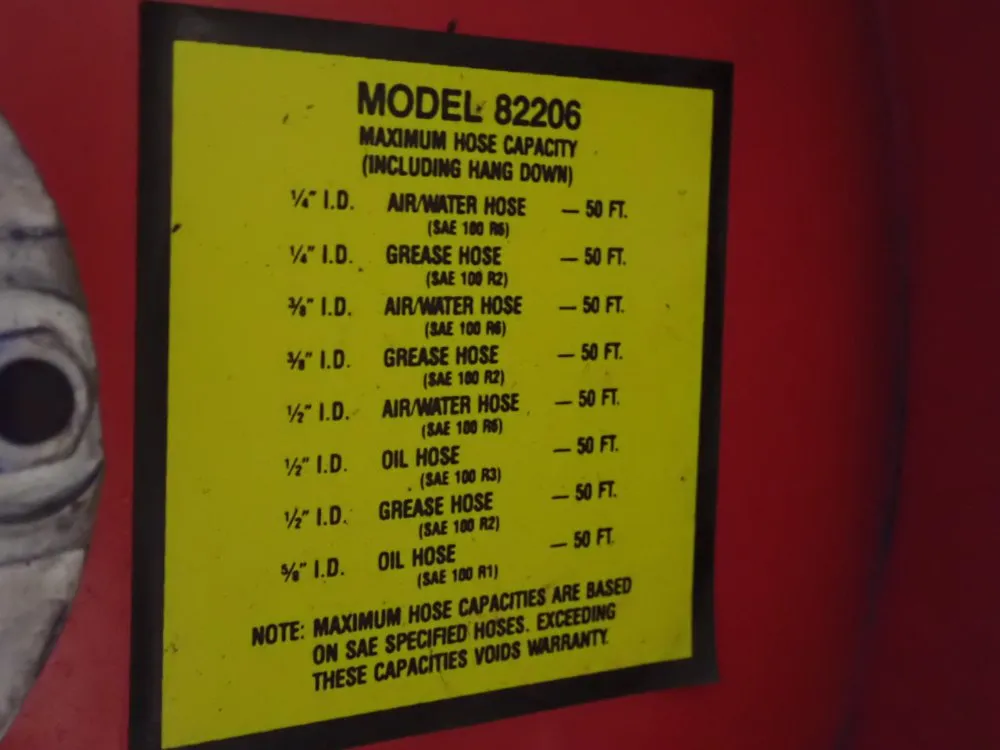 MODEL 82206
MAXIMUM HOSE CAPACITY
(INCLUDING HANG DOWN)
¼" I.D. AIR/WATER HOSE — 50 FT.
(SAE 100 R6)
¼" I.D. GREASE HOSE — 50 FT.
(SAE 100 R2)
⅜" I.D. AIR/WATER HOSE — 50 FT.
(SAE 100 R6)
⅜" I.D. GREASE HOSE — 50 FT.
(SAE 100 R2)
½" I.D. AIR/WATER HOSE — 50 FT.
(SAE 100 R6)
½" I.D. OIL HOSE — 50 FT.
(SAE 100 R3)
½" I.D. GREASE HOSE — 50 FT.
(SAE 100 R2)
⅝" I.D. OIL HOSE — 50 FT.
(SAE 100 R1)
NOTE: MAXIMUM HOSE CAPACITIES ARE BASED
ON SAE SPECIFIED HOSES. EXCEEDING
THESE CAPACITIES VOIDS WARRANTY.